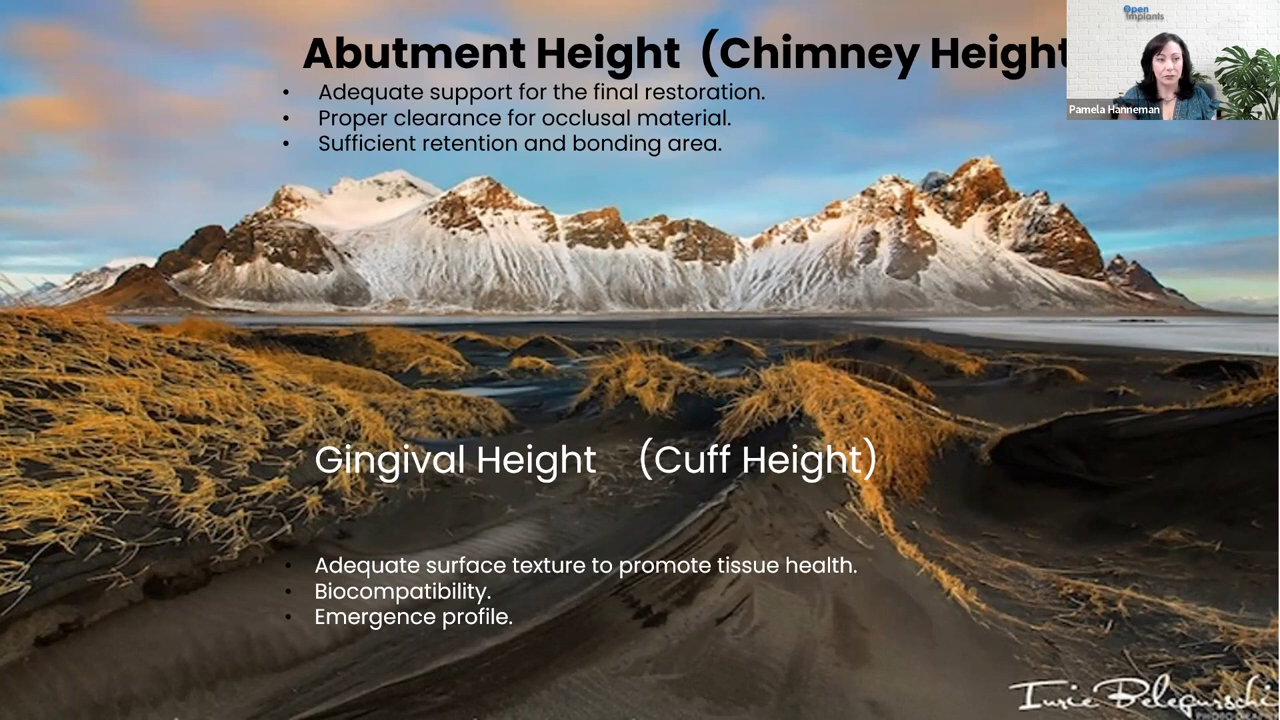 Abutment Height (Chimney Height
• Adequate support for the final restoration.
• Proper clearance for occlusal material.
• Sufficient retention and bonding area.
Open
Implants
Pamela Hanneman
Gingival Height (Cuff Height)
• Adequate surface texture to promote tissue health.
• Biocompatibility.
• Emergence profile.
Iurie Belegurschi